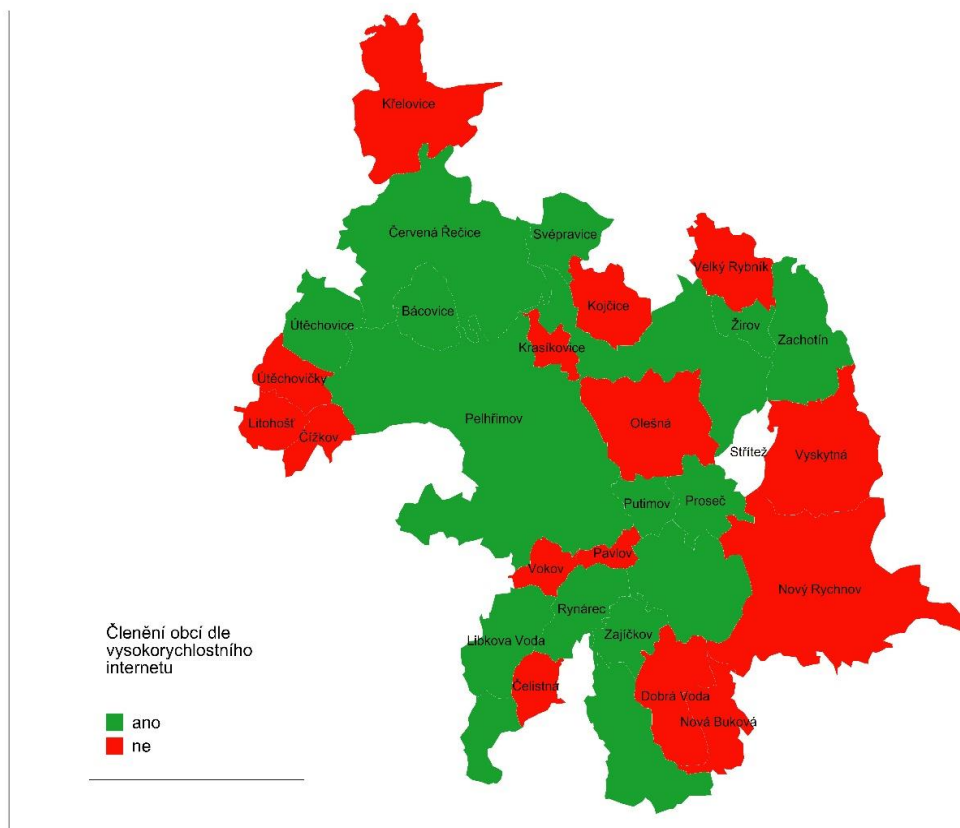 Křelovice
Červená Řečice
Svépravice
Velký Rybník
Bácovice
Kojčice
Útěchovice
Žirov
Zachotín
Krasíkovice
Útěchovičky
Pelhřimov
Litohošť
Olešná
Čížkov
Střítež
Vyskytná
Putimov
Proseč
Pavlov
Vokov
Nový Rychnov
Rynárec
Libkova Voda
Zajíčkov
Čelistná
Dobrá Voda
Nová Buková
Členění obcí dle
vysokorychlostního
internetu
ano
ne